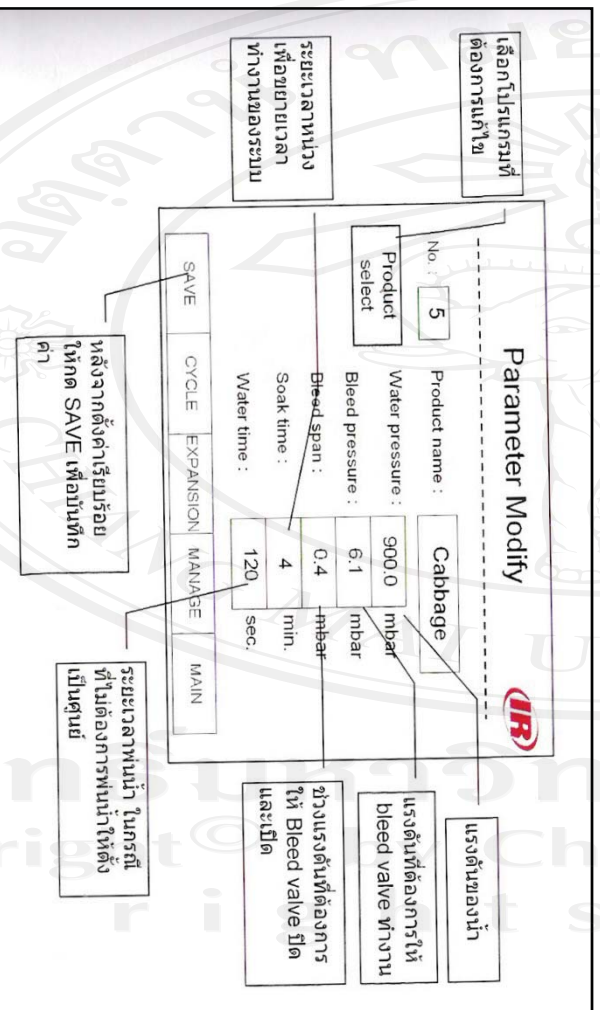 Parameter Modify
IR
เลือกโปรแกรมที่
ต้องการแก้ไข
No. : 5
Product
select
Product name : Cabbage
Water pressure : 900.0 mbar
Bleed pressure : 6.1 mbar
Bleed span : 0.4 mbar
Soak time : 4 min.
Water time : 120 sec.
SAVE CYCLE EXPANSION MANAGE MAIN
แรงดันของน้ำ
แรงดันที่ต้องการให้
bleed valve ทำงาน
ช่วงแรงดันที่ต้องการ
ให้ Bleed valve ปิด
และเปิด
ระยะเวลาหน่วง
เพื่อขยายเวลา
ทำงานของระบบ
หลังจากตั้งค่าเรียบร้อย
ให้กด SAVE เพื่อบันทึก
ค่า
ระยะเวลาพ่นน้ำ ในกรณี
ที่ไม่ต้องการพ่นน้ำให้ตั้ง
เป็นศูนย์